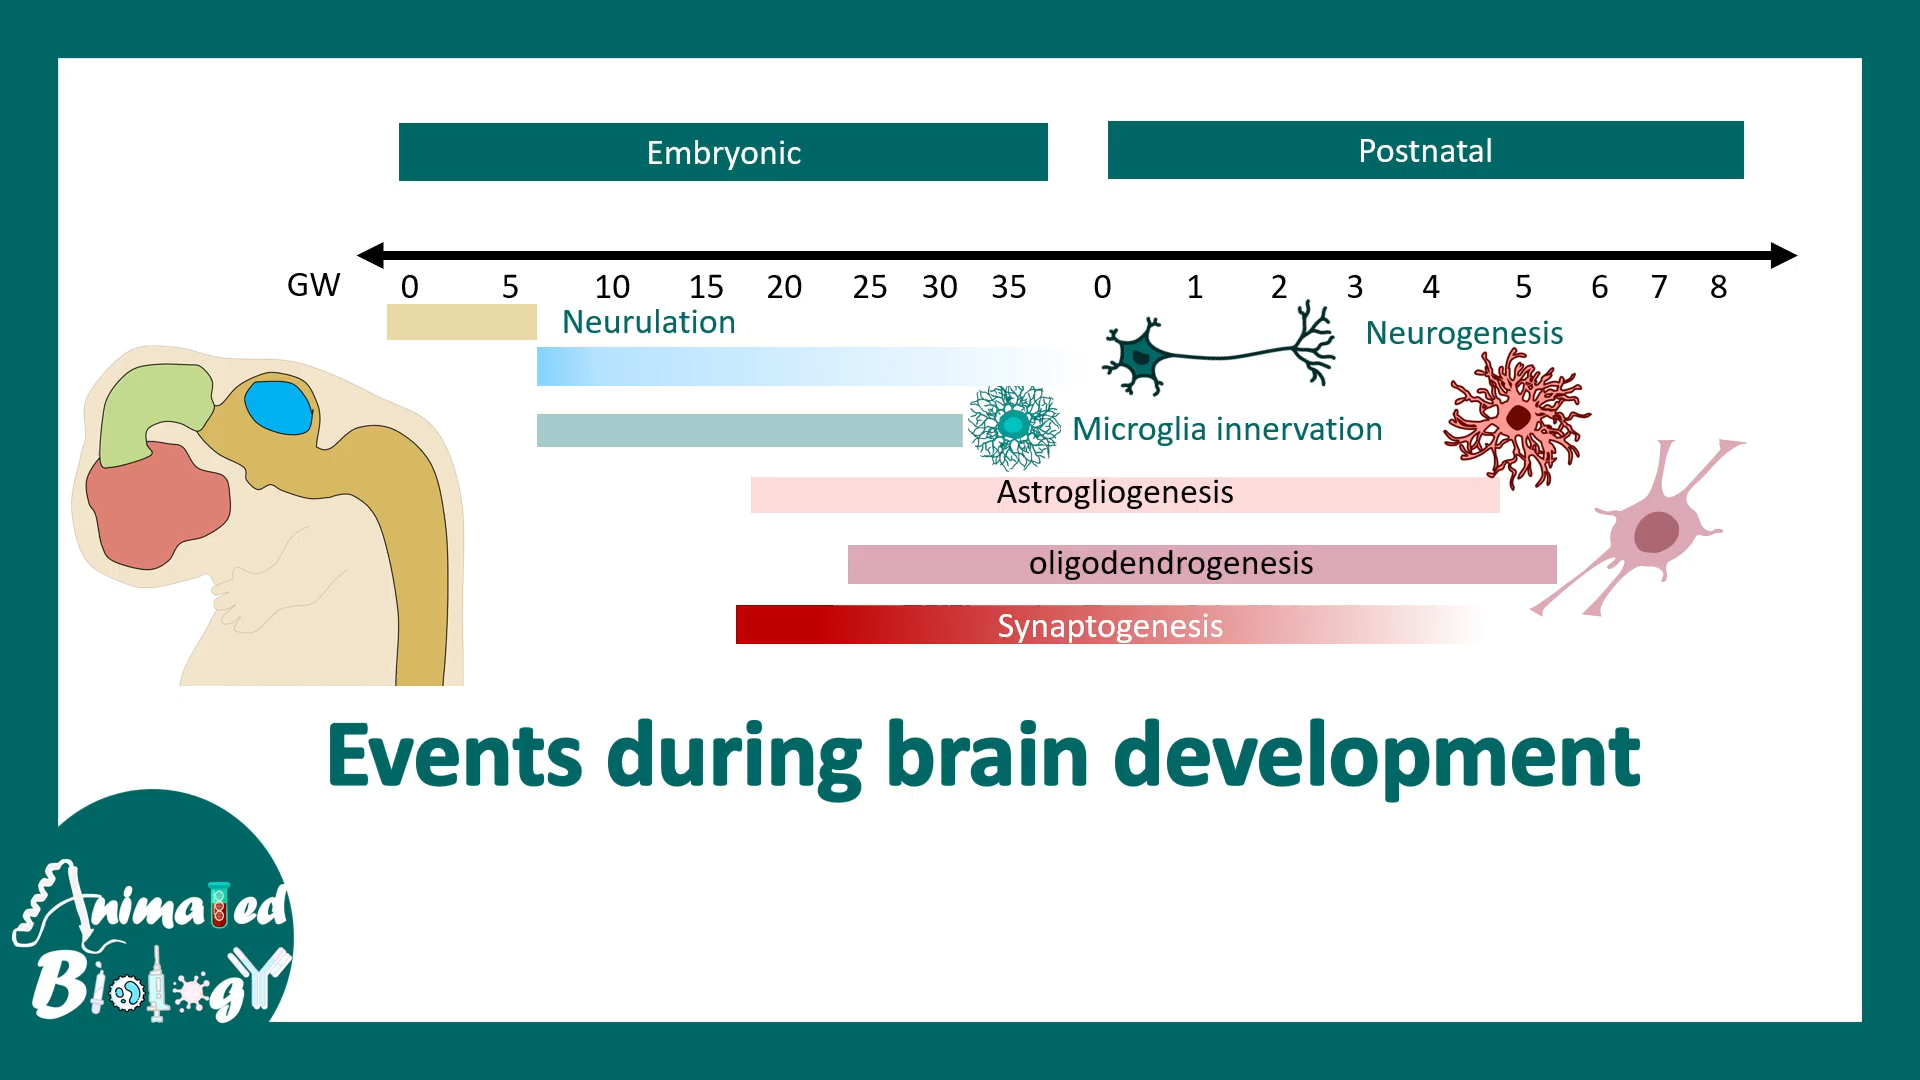 Embryonic
Postnatal
GW 0 5 10 15 20 25 30 35 0 1 2 3 4 5 6 7 8
Neurulation
Neurogenesis
Microglia innervation
Astrogliogenesis
oligodendrogenesis
Synaptogenesis
Events during brain development
Animated
Biology